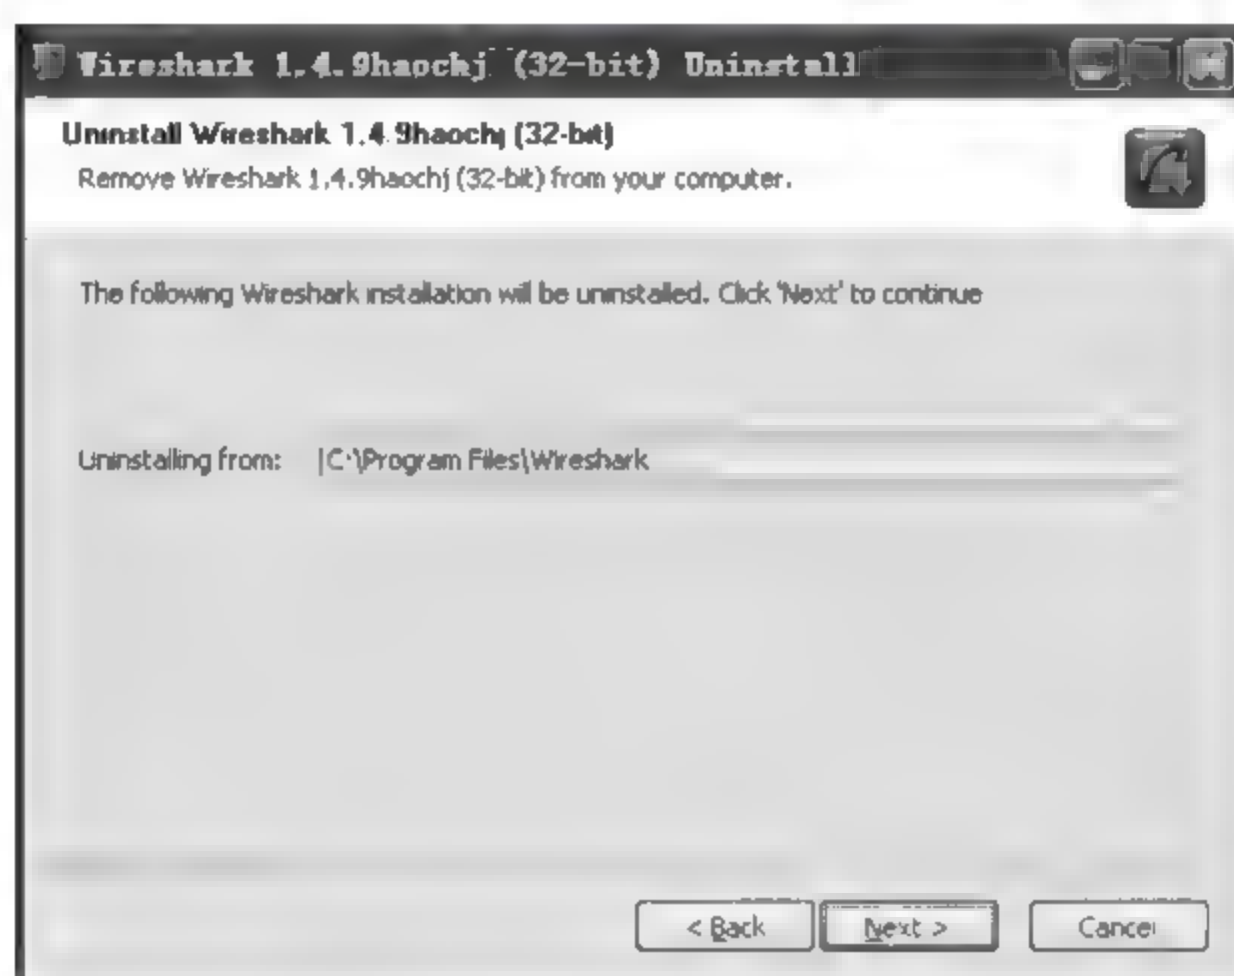 Wireshark 1.4.9haochj (32-bit) Uninstall
Uninstall Wireshark 1.4.9haochj (32-bit)
Remove Wireshark 1.4.9haochj (32-bit) from your computer.
The following Wireshark installation will be uninstalled. Click 'Next' to continue
Uninstalling from: C:\Program Files\Wireshark
< Back Next > Cancel